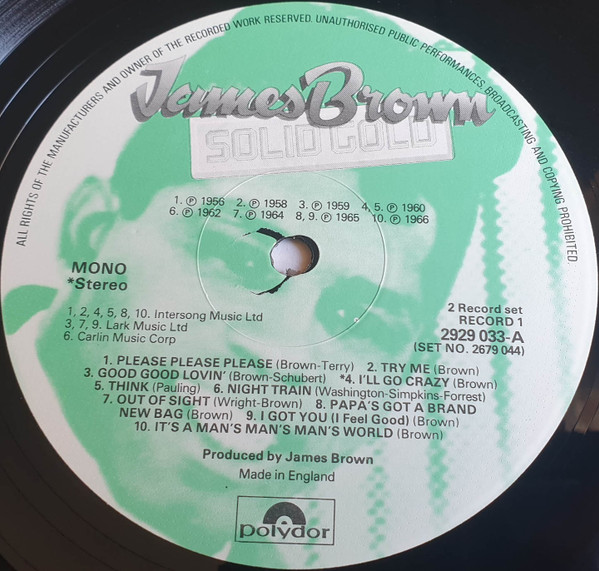 ALL RIGHTS OF THE MANUFACTURERS AND OWNER OF THE RECORDED WORK RESERVED. UNAUTHORISED PUBLIC PERFORMANCES, BROADCASTING AND COPYING PROHIBITED.
James Brown
SOLID GOLD
1. ℗ 1956 2. ℗ 1958 3. ℗ 1959 4, 5. ℗ 1960
6. ℗ 1962 7. ℗ 1964 8, 9. ℗ 1965 10. ℗ 1966
MONO
*Stereo
1, 2, 4, 5, 8, 10. Intersong Music Ltd
3, 7, 9. Lark Music Ltd
6. Carlin Music Corp
2 Record set
RECORD 1
2929 033-A
(SET NO. 2679 044)
1. PLEASE PLEASE PLEASE (Brown-Terry) 2. TRY ME (Brown)
3. GOOD GOOD LOVIN' (Brown-Schubert) *4. I'LL GO CRAZY (Brown)
5. THINK (Pauling) 6. NIGHT TRAIN (Washington-Simpkins-Forrest)
7. OUT OF SIGHT (Wright-Brown) 8. PAPA'S GOT A BRAND
NEW BAG (Brown) 9. I GOT YOU (I Feel Good) (Brown)
10. IT'S A MAN'S MAN'S MAN'S WORLD (Brown)
Produced by James Brown
Made in England
polydor